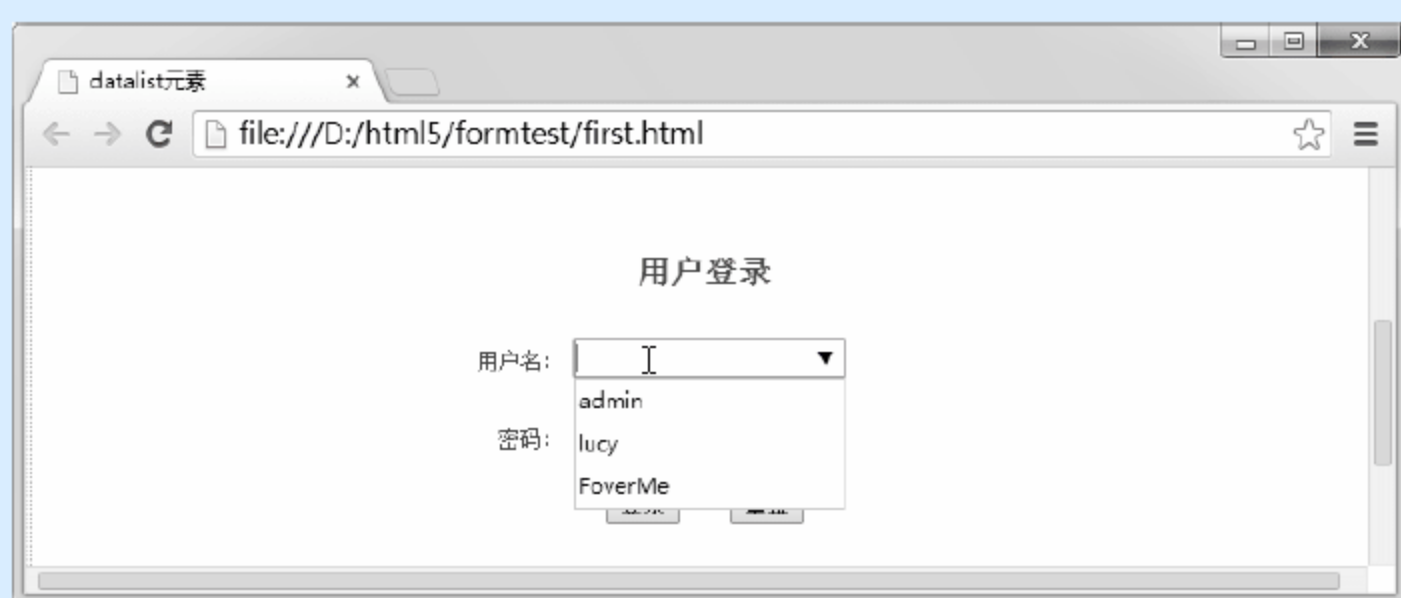 datalist元素
file:///D:/html5/formtest/first.html
用户登录
用户名：
admin
密码：
lucy
FoverMe